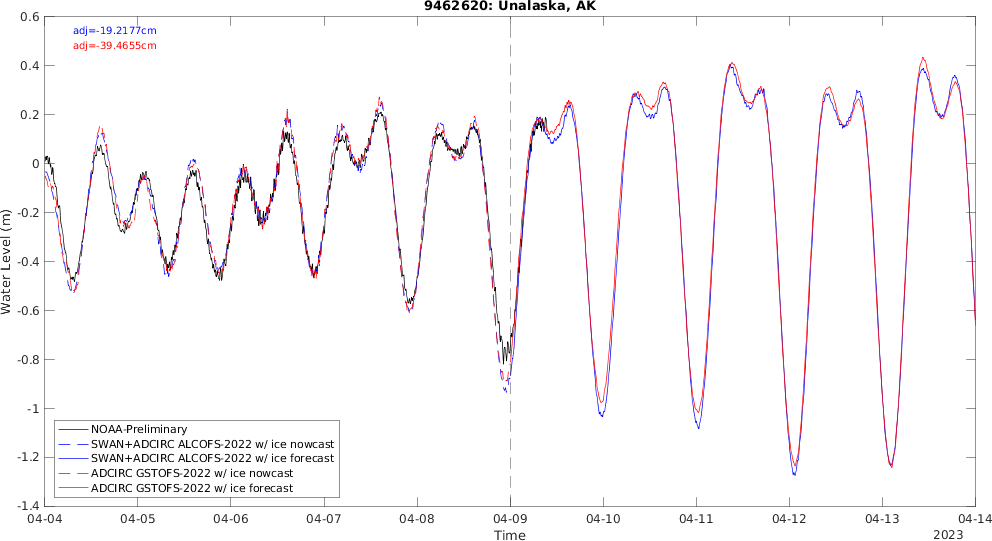 9462620: Unalaska, AK
adj=-19.2177cm
adj=-39.4655cm
0.6
0.4
0.2
0
-0.2
-0.4
-0.6
-0.8
-1
-1.2
-1.4
Water Level (m)
NOAA-Preliminary
SWAN+ADCIRC ALCOFS-2022 w/ ice nowcast
SWAN+ADCIRC ALCOFS-2022 w/ ice forecast
ADCIRC GSTOFS-2022 w/ ice nowcast
ADCIRC GSTOFS-2022 w/ ice forecast
04-04 04-05 04-06 04-07 04-08 04-09 04-10 04-11 04-12 04-13 04-14
Time
2023